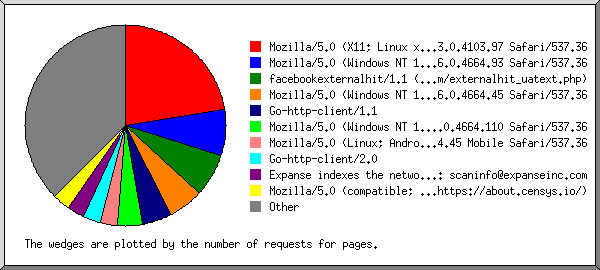 Mozilla/5.0 (X11; Linux x...3.0.4103.97 Safari/537.36
Mozilla/5.0 (Windows NT 1...6.0.4664.93 Safari/537.36
facebookexternalhit/1.1 (...m/externalhit_uatext.php)
Mozilla/5.0 (Windows NT 1...6.0.4664.45 Safari/537.36
Go-http-client/1.1
Mozilla/5.0 (Windows NT 1....0.4664.110 Safari/537.36
Mozilla/5.0 (Linux; Andro...4.45 Mobile Safari/537.36
Go-http-client/2.0
Expanse indexes the netwo...: scaninfo@expanseinc.com
Mozilla/5.0 (compatible; ...https://about.censys.io/)
Other
The wedges are plotted by the number of requests for pages.